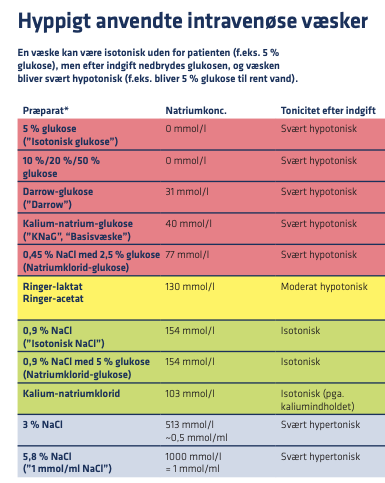 Hyppigt anvendte intravenøse væsker
En væske kan være isotonisk uden for patienten (f.eks. 5 %
glukose), men efter indgift nedbrydes glukosen, og væsken
bliver svært hypotonisk (f.eks. bliver 5 % glukose til rent vand).
Præparat* Natriumkonc. Tonicitet efter indgift
5 % glukose 0 mmol/l Svært hypotonisk
("Isotonisk glukose")
10 %/20 %/50 % 0 mmol/l Svært hypotonisk
glukose
Darrow-glukose 31 mmol/l Svært hypotonisk
("Darrow")
Kalium-natrium-glukose 40 mmol/l Svært hypotonisk
("KNaG", "Basisvæske")
0,45 % NaCl med 2,5 % glukose 77 mmol/l Svært hypotonisk
(Natriumklorid-glukose)
Ringer-laktat 130 mmol/l Moderat hypotonisk
Ringer-acetat
0,9 % NaCl 154 mmol/l Isotonisk
("Isotonisk NaCl")
0,9 % NaCl med 5 % glukose 154 mmol/l Isotonisk
(Natriumklorid-glukose)
Kalium-natriumklorid 103 mmol/l Isotonisk (pga.
kaliumindholdet)
3 % NaCl 513 mmol/l Svært hypertonisk
~0,5 mmol/ml
5,8 % NaCl 1000 mmol/l Svært hypertonisk
("1 mmol/ml NaCl") = 1 mmol/ml